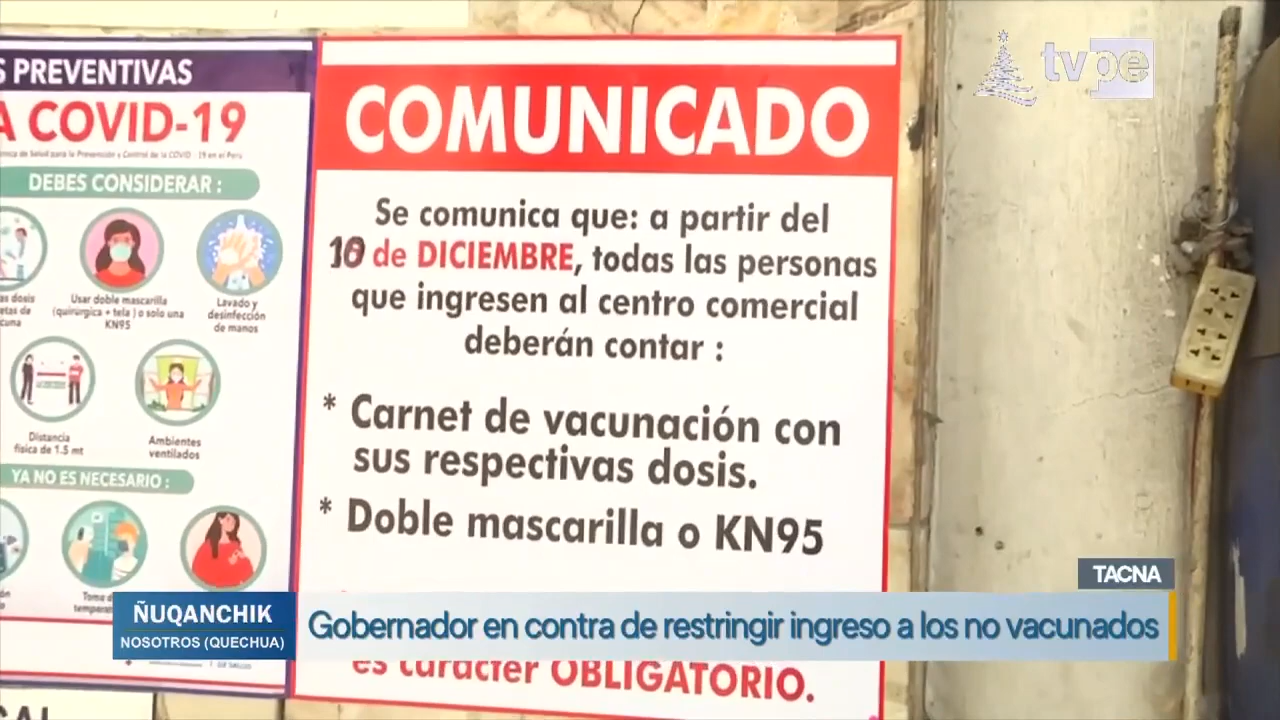 S PREVENTIVAS
A COVID-19
DEBES CONSIDERAR :
Usar doble mascarilla
(quirúrgica + tela ) o solo una
KN95
Lavado y
desinfección
de manos
Distancia
física de 1.5 mt
Ambientes
ventilados
YA NO ES NECESARIO :
COMUNICADO
Se comunica que: a partir del
10 de DICIEMBRE, todas las personas
que ingresen al centro comercial
deberán contar :
* Carnet de vacunación con
sus respectivas dosis.
* Doble mascarilla o KN95
es carácter OBLIGATORIO.
tvpe
TACNA
ÑUQANCHIK
NOSOTROS (QUECHUA)
Gobernador en contra de restringir ingreso a los no vacunados